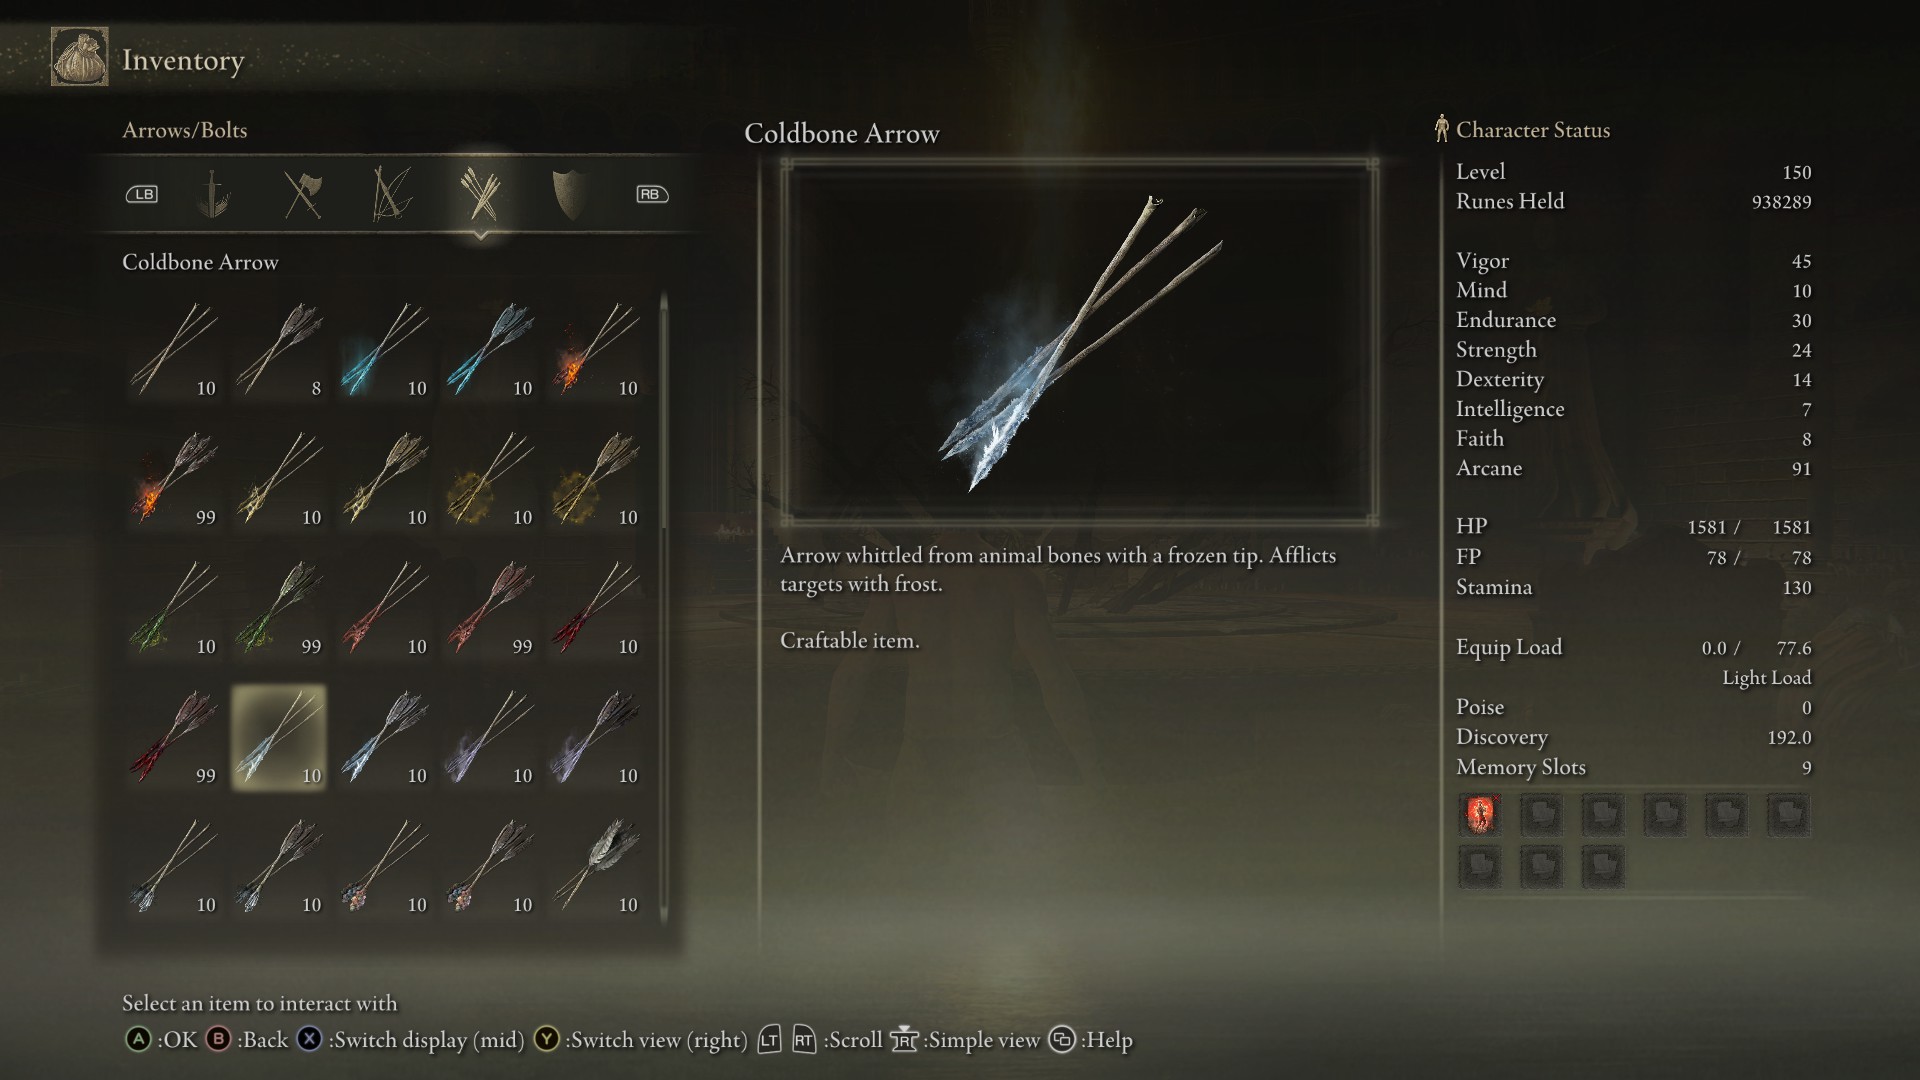 Inventory
Arrows/Bolts
LB
RB
Coldbone Arrow
10 8 10 10 10
99 10 10 10 10
10 99 10 99 10
99 10 10 10 10
10 10 10 10 10
Coldbone Arrow
Arrow whittled from animal bones with a frozen tip. Afflicts
targets with frost.
Craftable item.
Character Status
Level 150
Runes Held 938289
Vigor 45
Mind 10
Endurance 30
Strength 24
Dexterity 14
Intelligence 7
Faith 8
Arcane 91
HP 1581 / 1581
FP 78 / 78
Stamina 130
Equip Load 0.0 / 77.6
Light Load
Poise 0
Discovery 192.0
Memory Slots 9
Select an item to interact with
A :OK B :Back X :Switch display (mid) Y :Switch view (right) LT RT :Scroll R :Simple view :Help